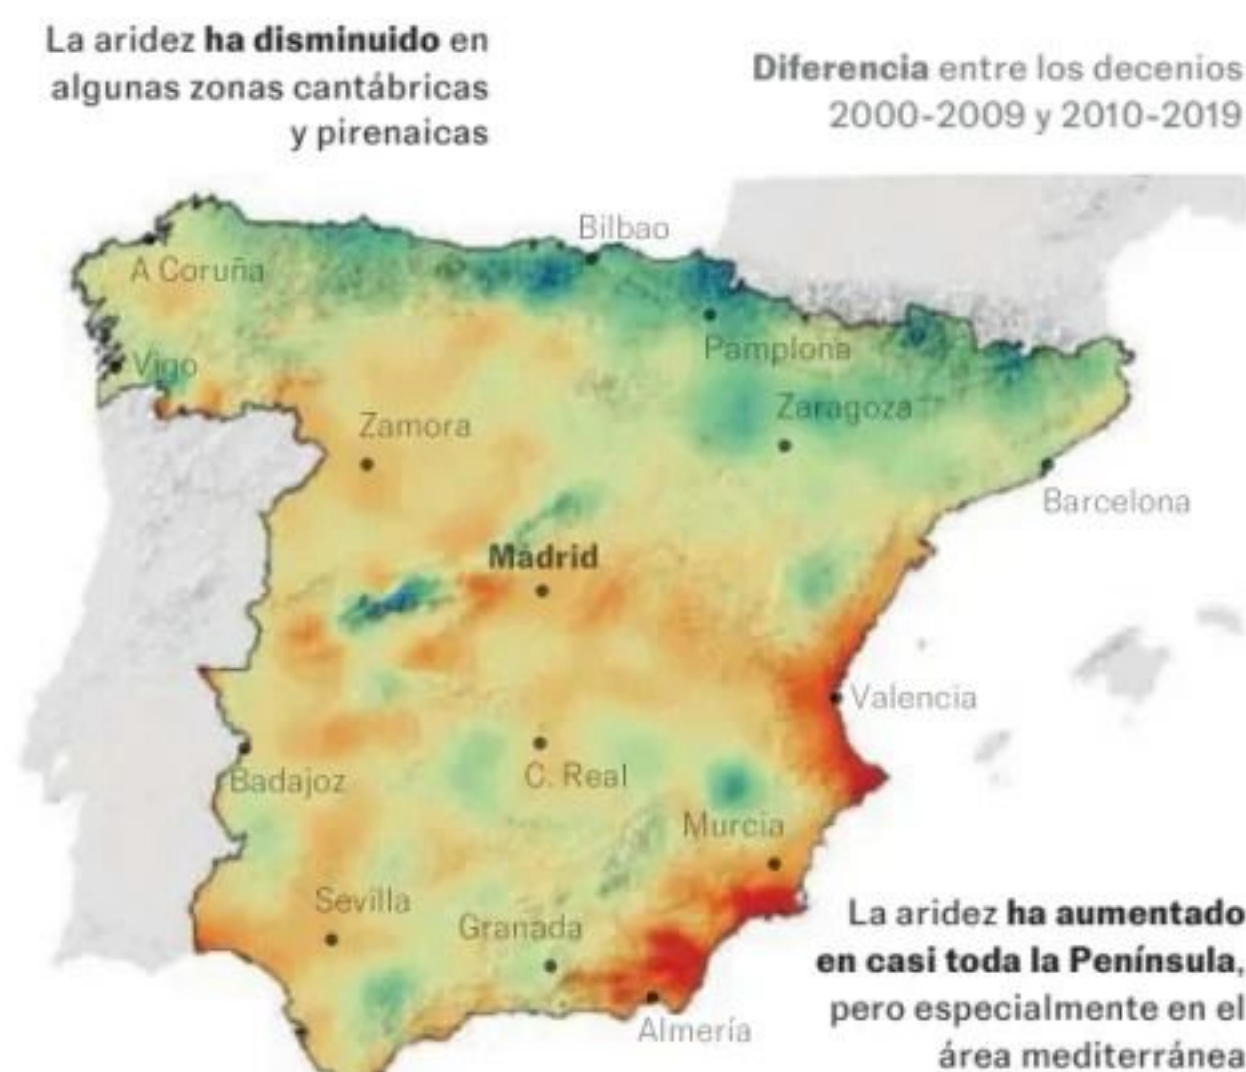 La aridez ha disminuido en
algunas zonas cantábricas
y pirenaicas
Diferencia entre los decenios
2000-2009 y 2010-2019
Bilbao
A Coruña
Pamplona
Vigo
Zaragoza
Zamora
Barcelona
Madrid
Valencia
Badajoz
C. Real
Murcia
Sevilla
Granada
Almería
La aridez ha aumentado
en casi toda la Península,
pero especialmente en el
área mediterránea